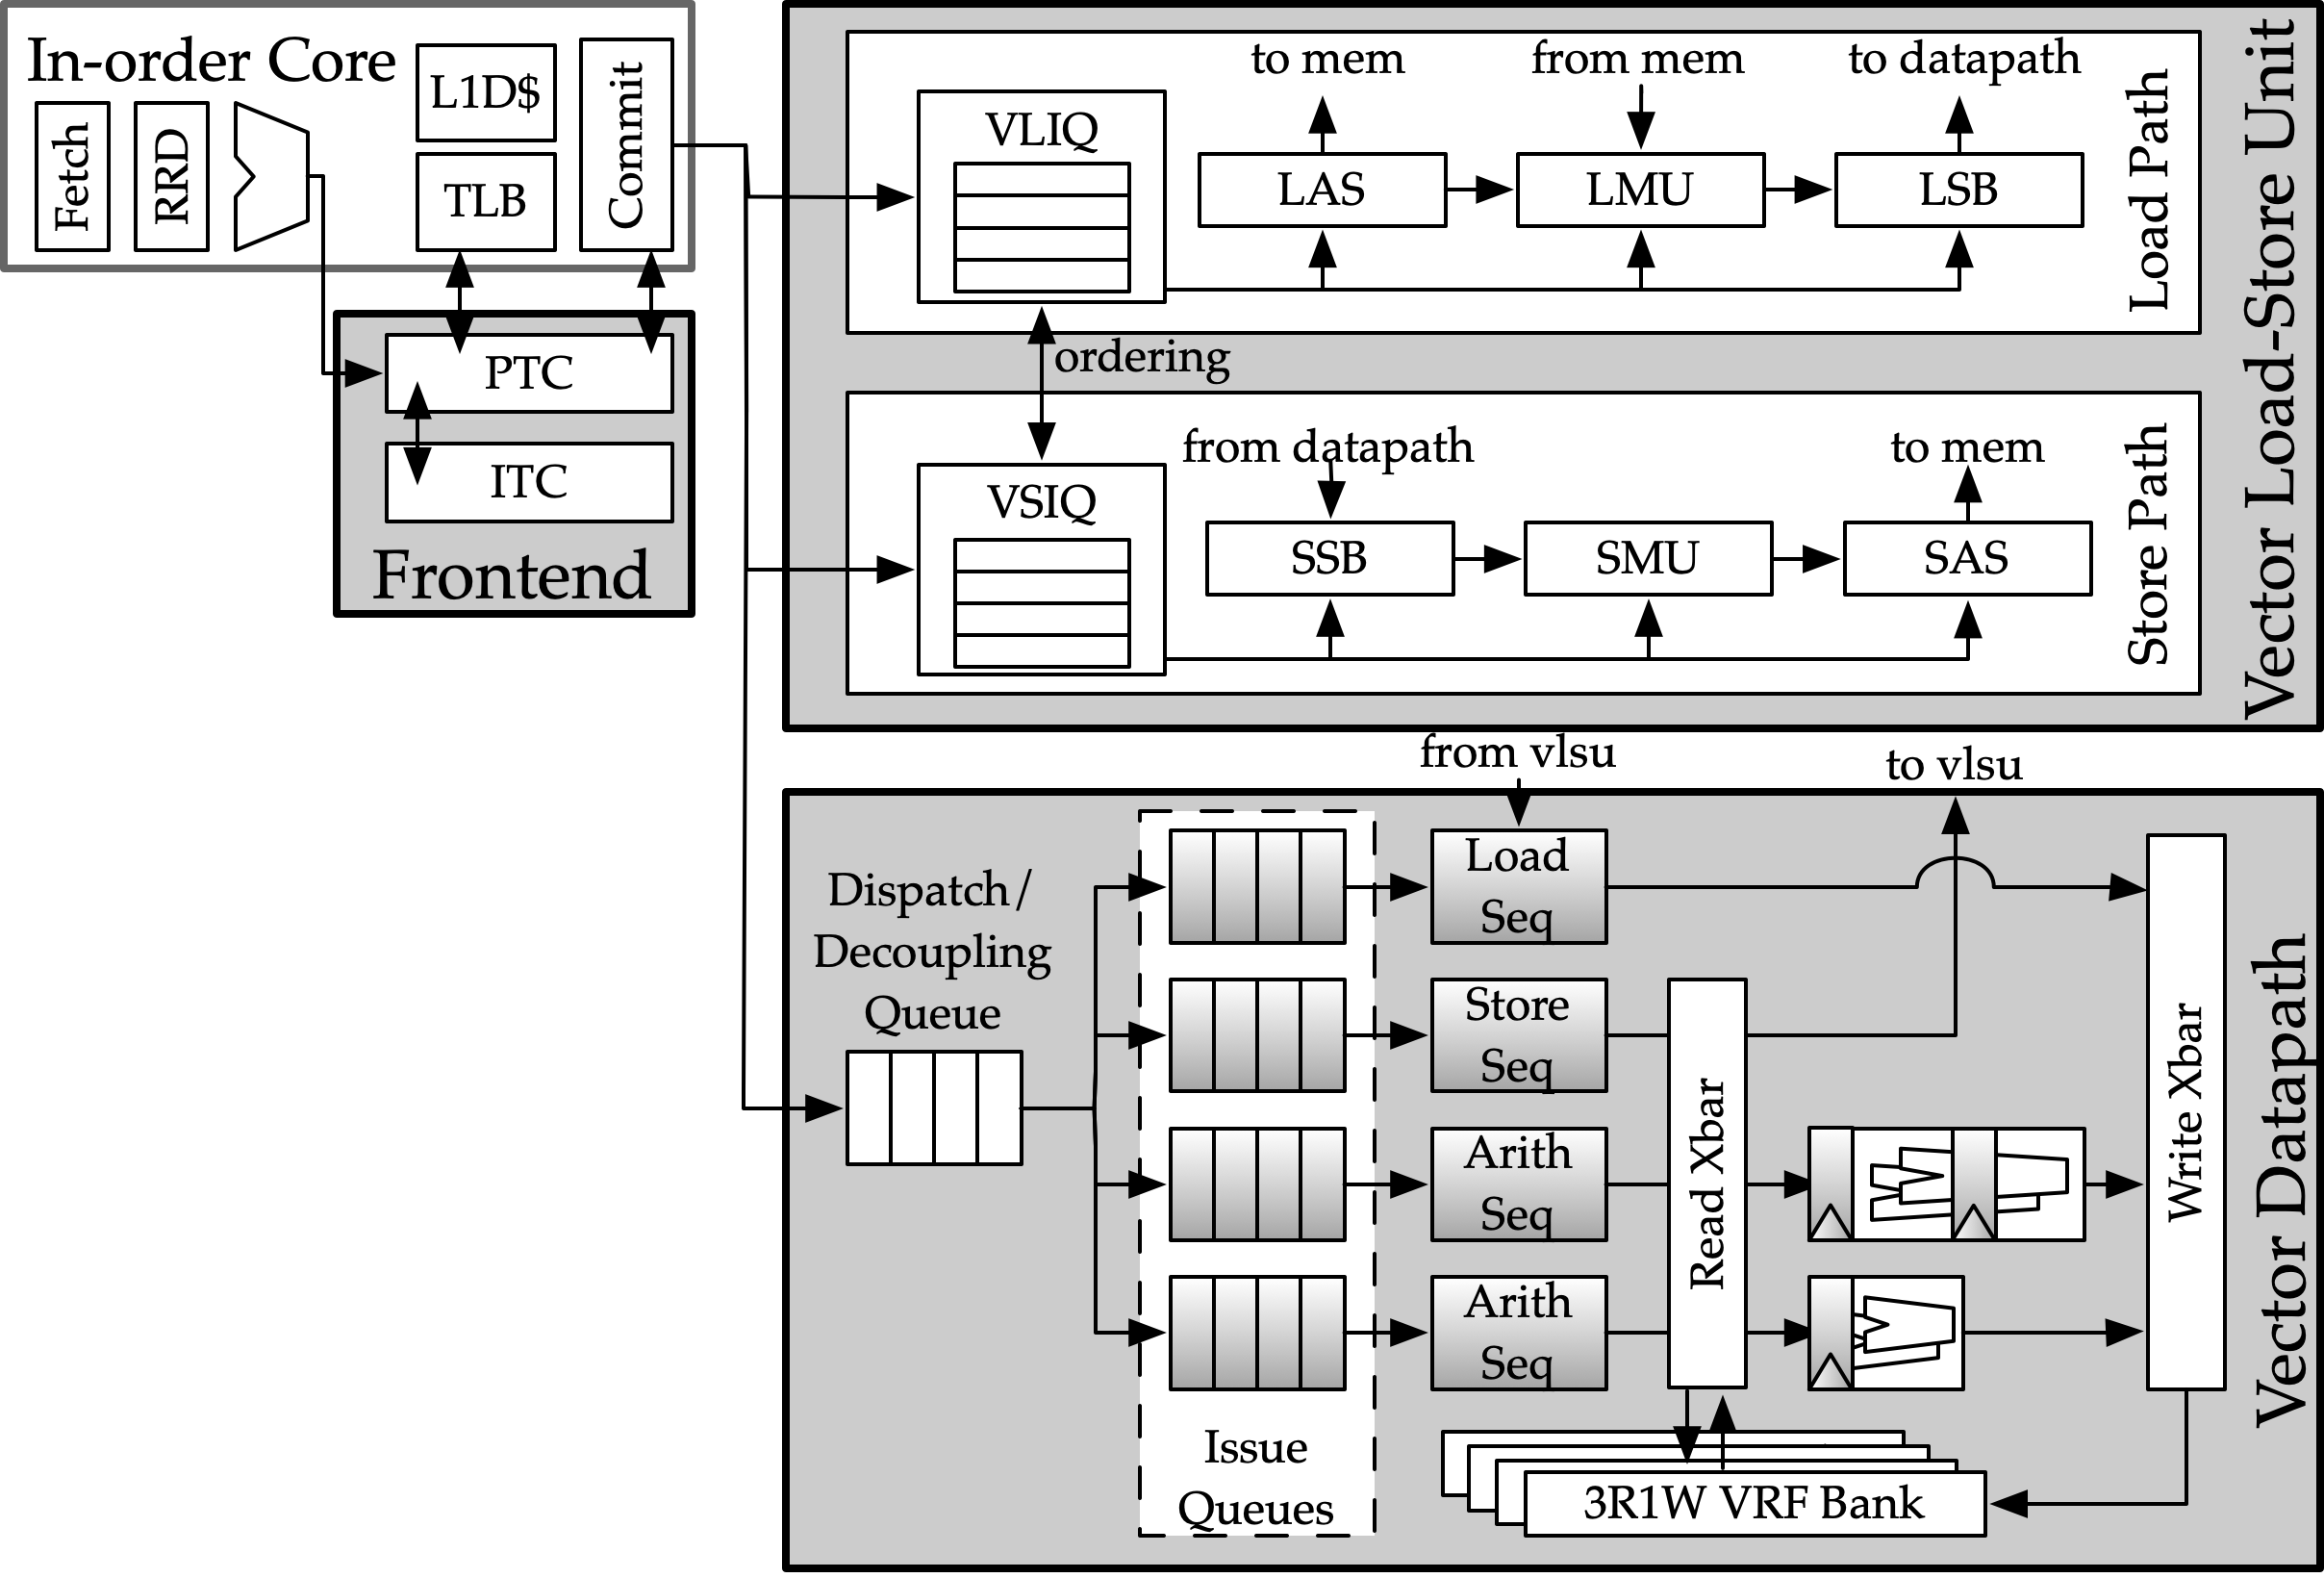 In-order Core
Fetch
RRD
L1D$
TLB
Commit
PTC
ITC
Frontend
Vector Load-Store Unit
Load Path
to mem
from mem
to datapath
VLIQ
LAS
LMU
LSB
ordering
Store Path
from datapath
to mem
VSIQ
SSB
SMU
SAS
from vlsu
to vlsu
Vector Datapath
Dispatch/
Decoupling
Queue
Issue
Queues
Load
Seq
Store
Seq
Arith
Seq
Arith
Seq
Read Xbar
Write Xbar
3R1W VRF Bank